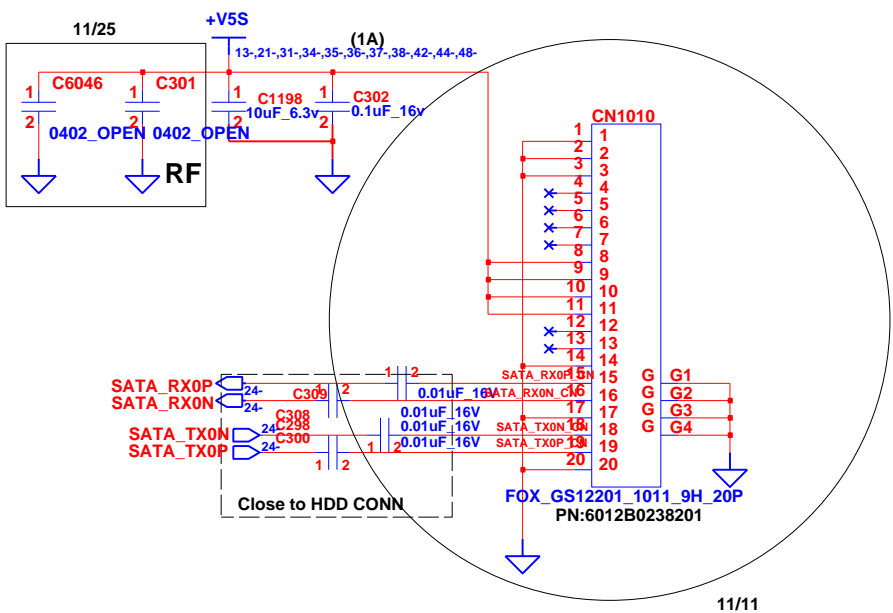 11/25
+V5S
(1A)
13-,21-,31-,34-,35-,36-,37-,38-,42-,44-,48-
C6046
C301
C1198
C302
1
1
1
1
10uF_6.3v
0.1uF_16v
2
2
2
2
0402_OPEN
0402_OPEN
RF
CN1010
1 1
2 2
3 3
4 4
5 5
6 6
7 7
8 8
9 9
10 10
11 11
12 12
13 13
14 14
15 15
16 16
17 17
18 18
19 19
20 20
G G1
G G2
G G3
G G4
SATA_RX0P
24-
SATA_RX0N
24-
SATA_TX0N
24-
SATA_TX0P
24-
1 2
C309
1 2
0.01uF_16V
C308
0.01uF_16V
C298
0.01uF_16V
C300
0.01uF_16V
1 2
1 2
SATA_RX0P_CN
SATA_RX0N_CN
SATA_TX0N_CN
SATA_TX0P_CN
Close to HDD CONN
FOX_GS12201_1011_9H_20P
PN:6012B0238201
11/11